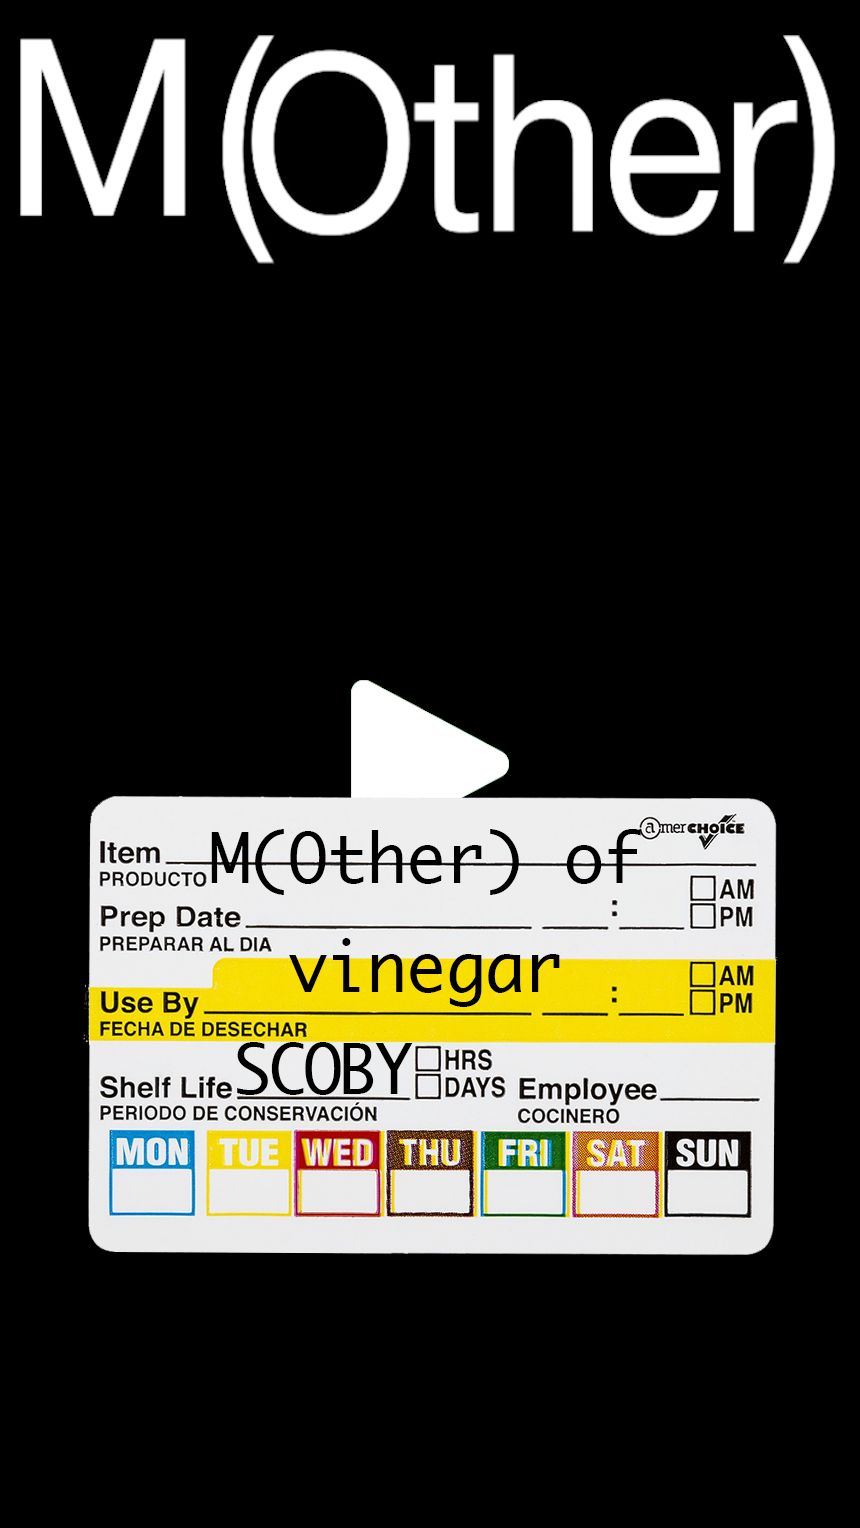 M(Other)
amerCHOICE
Item M(Other) of
PRODUCTO
AM
Prep Date : PM
PREPARAR AL DIA
vinegar
AM
Use By : PM
FECHA DE DESECHAR
SCOBY HRS
Shelf Life DAYS Employee
PERIODO DE CONSERVACIÓN COCINERO
MON TUE WED THU FRI SAT SUN